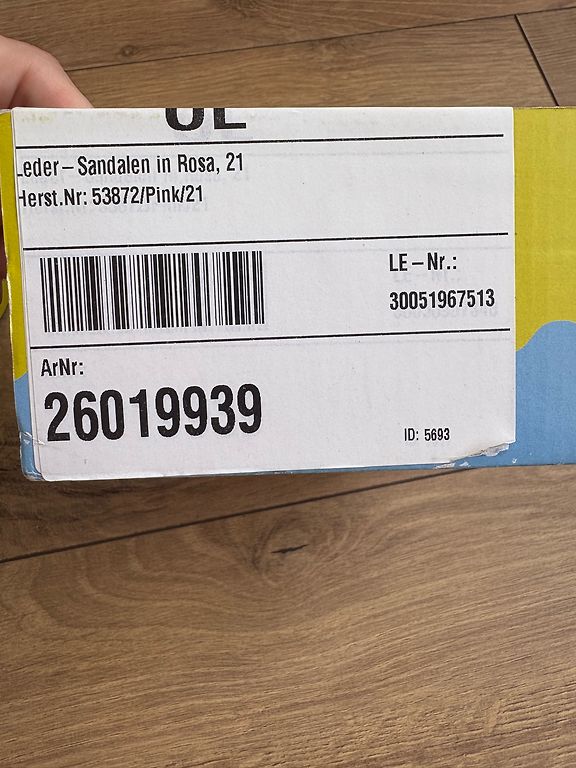 Leder – Sandalen in Rosa, 21
Herst.Nr: 53872/Pink/21
LE – Nr.:
30051967513
ArNr:
26019939
ID: 5693